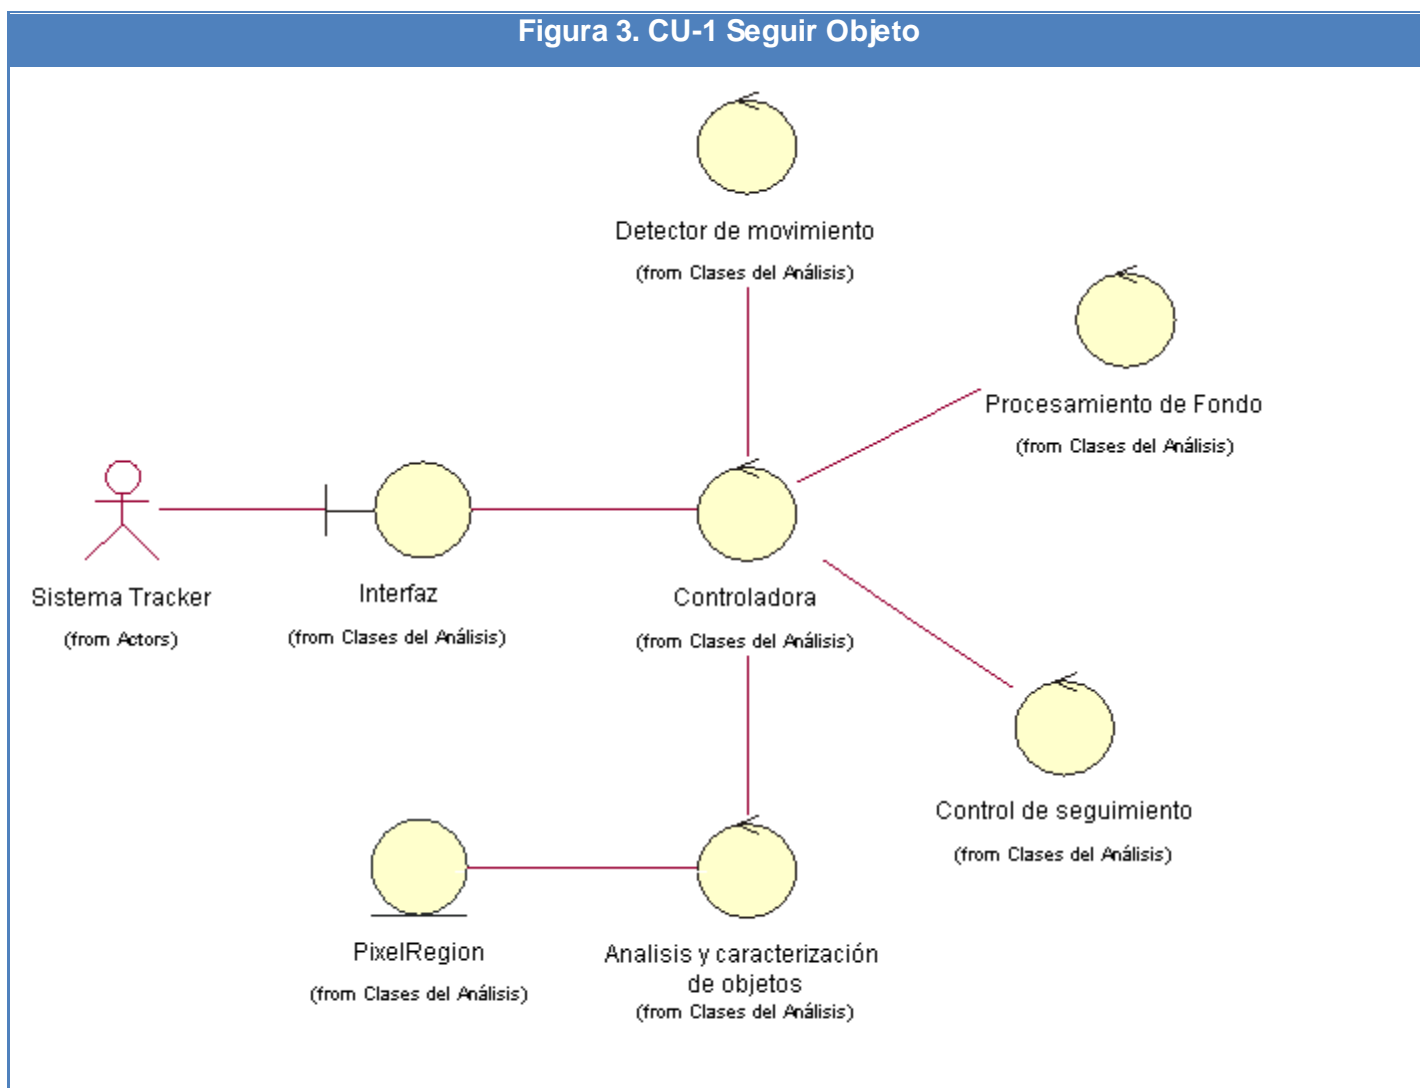 Figura 3. CU-1 Seguir Objeto
Detector de movimiento
(from Clases del Análisis)
Procesamiento de Fondo
(from Clases del Análisis)
Sistema Tracker
(from Actors)
Interfaz
(from Clases del Análisis)
Controladora
(from Clases del Análisis)
Control de seguimiento
(from Clases del Análisis)
PixelRegion
(from Clases del Análisis)
Analisis y caracterización
de objetos
(from Clases del Análisis)